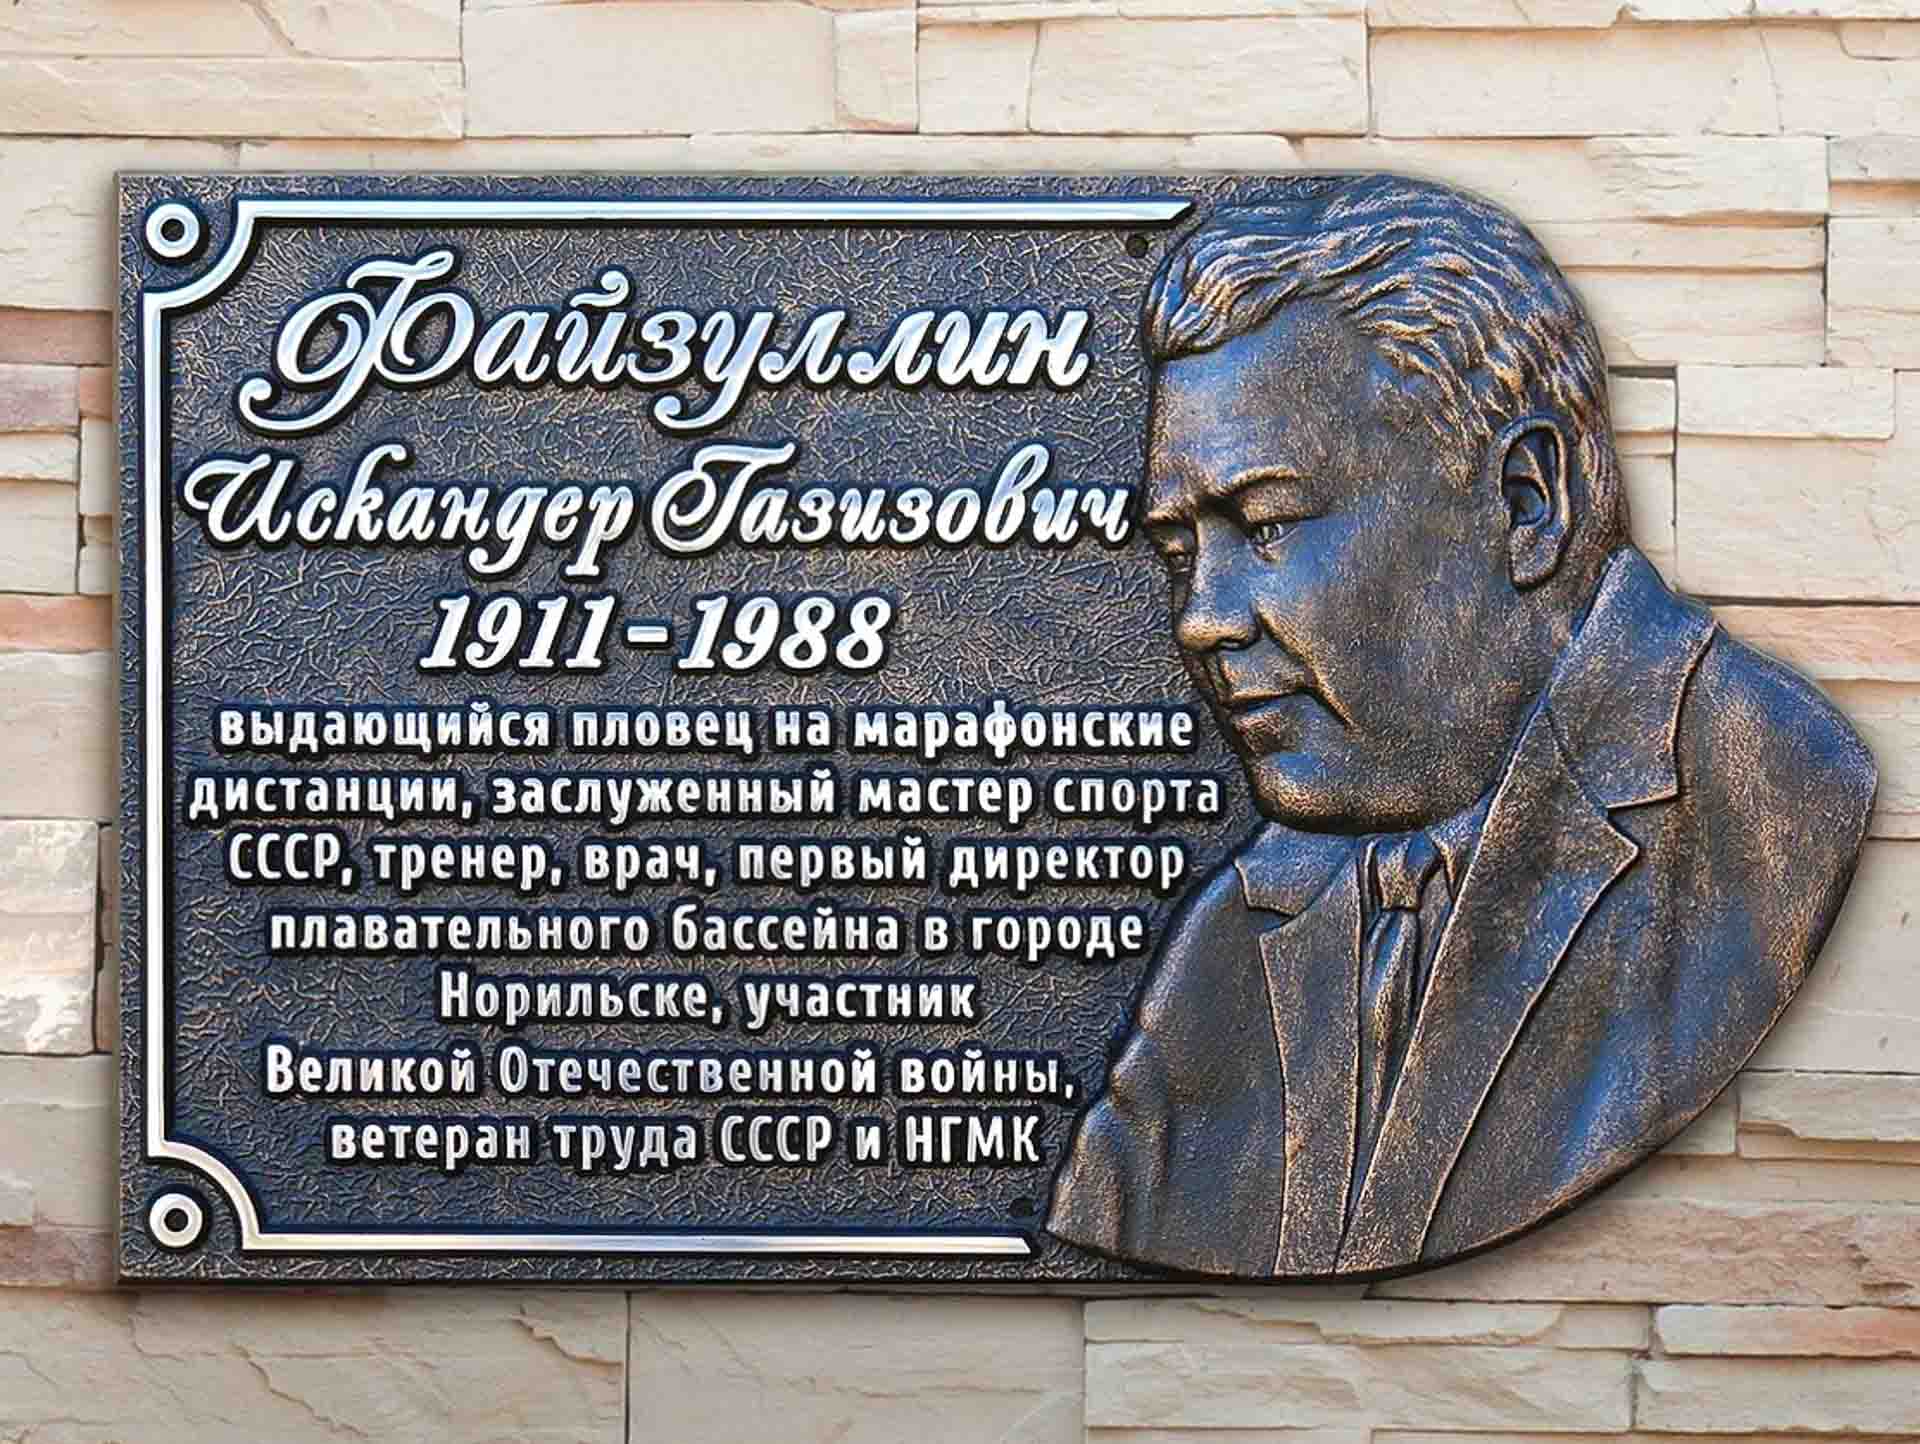 Файзуллин
Искандер Газизович
1911-1988
выдающийся пловец на марафонские
дистанции, заслуженный мастер спорта
СССР, тренер, врач, первый директор
плавательного бассейна в городе
Норильске, участник
Великой Отечественной войны,
ветеран труда СССР и НГМК